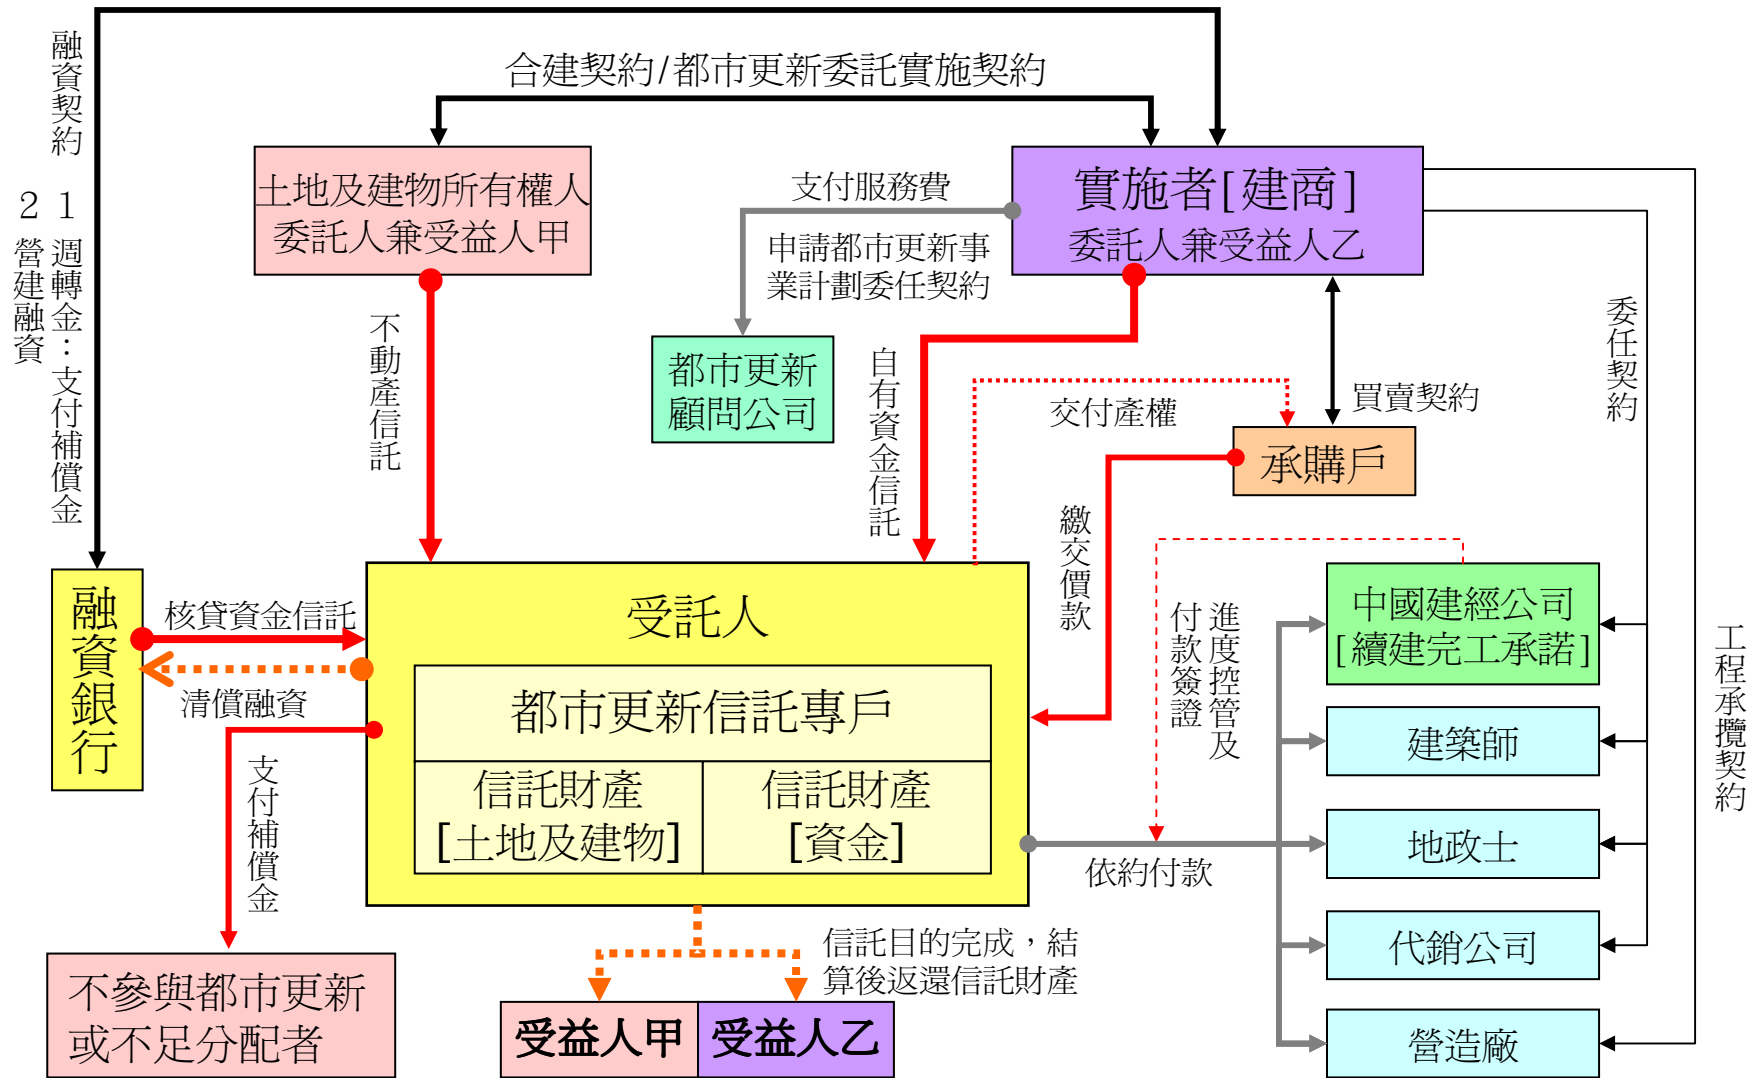 融資契約
2 1
週轉金：支付補償金
營建融資
合建契約/都市更新委託實施契約
土地及建物所有權人
委託人兼受益人甲
支付服務費
申請都市更新事
業計劃委任契約
實施者[建商]
委託人兼受益人乙
都市更新
顧問公司
不動產信託
自有資金信託
交付產權
買賣契約
承購戶
委任契約
工程承攬契約
繳交價款
融資銀行
核貸資金信託
清償融資
受託人
都市更新信託專戶
信託財產
[土地及建物]
信託財產
[資金]
進度控管及
付款簽證
中國建經公司
[續建完工承諾]
建築師
地政士
代銷公司
營造廠
依約付款
支付補償金
不參與都市更新
或不足分配者
信託目的完成，結
算後返還信託財產
受益人甲
受益人乙